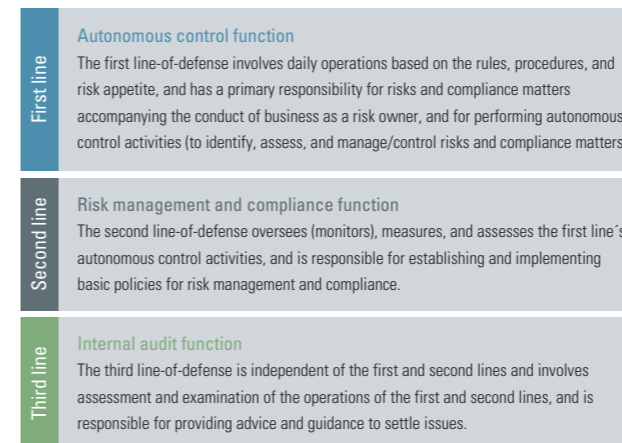 First line
Autonomous control function
The first line-of-defense involves daily operations based on the rules, procedures, and
risk appetite, and has a primary responsibility for risks and compliance matters
accompanying the conduct of business as a risk owner, and for performing autonomous
control activities (to identify, assess, and manage/control risks and compliance matters
Second line
Risk management and compliance function
The second line-of-defense oversees (monitors), measures, and assesses the first line´s
autonomous control activities, and is responsible for establishing and implementing
basic policies for risk management and compliance.
Third line
Internal audit function
The third line-of-defense is independent of the first and second lines and involves
assessment and examination of the operations of the first and second lines, and is
responsible for providing advice and guidance to settle issues.